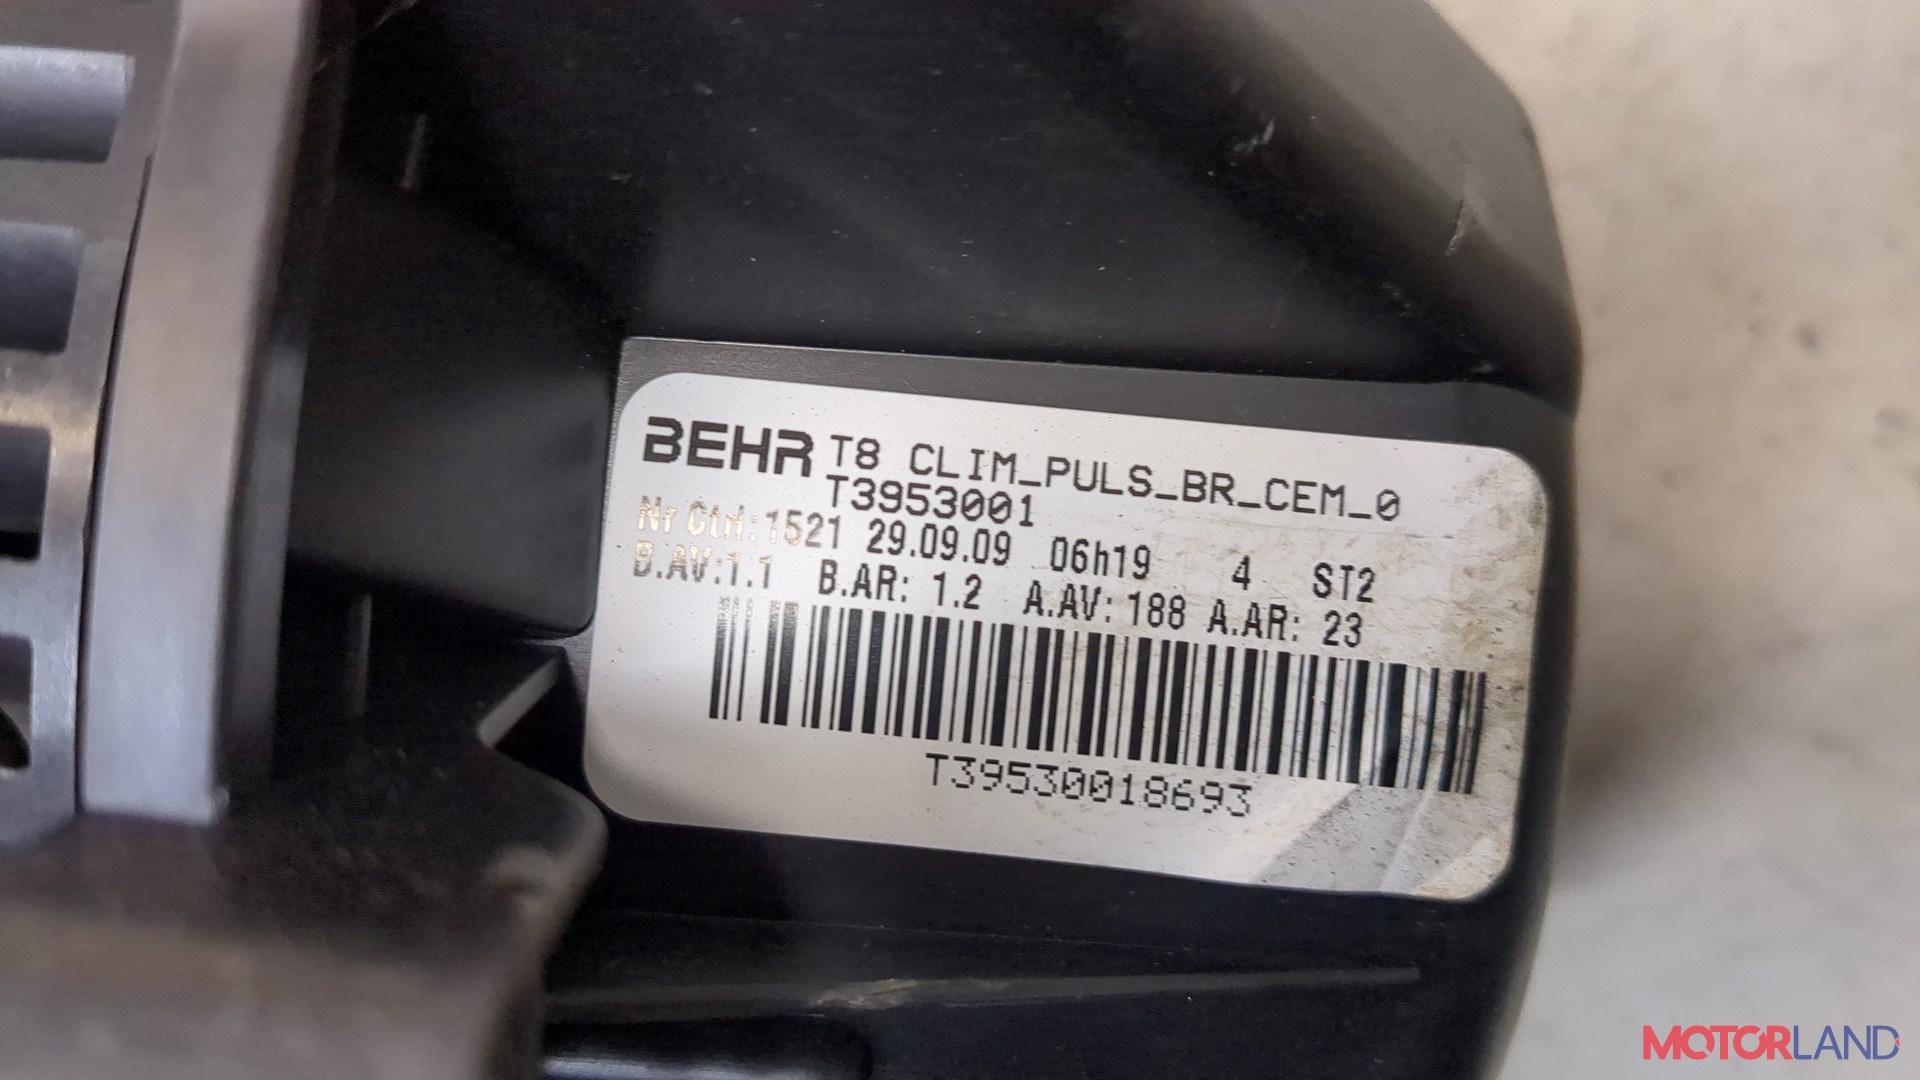 BEHR T8 CLIM_PULS_BR_CEM_0
T3953001
Nr CtH:1521 29.09.09 06h19 4 ST2
B.AV:1.1 B.AR: 1.2 A.AV: 188 A.AR: 23
T39530018693
MOTORLAND